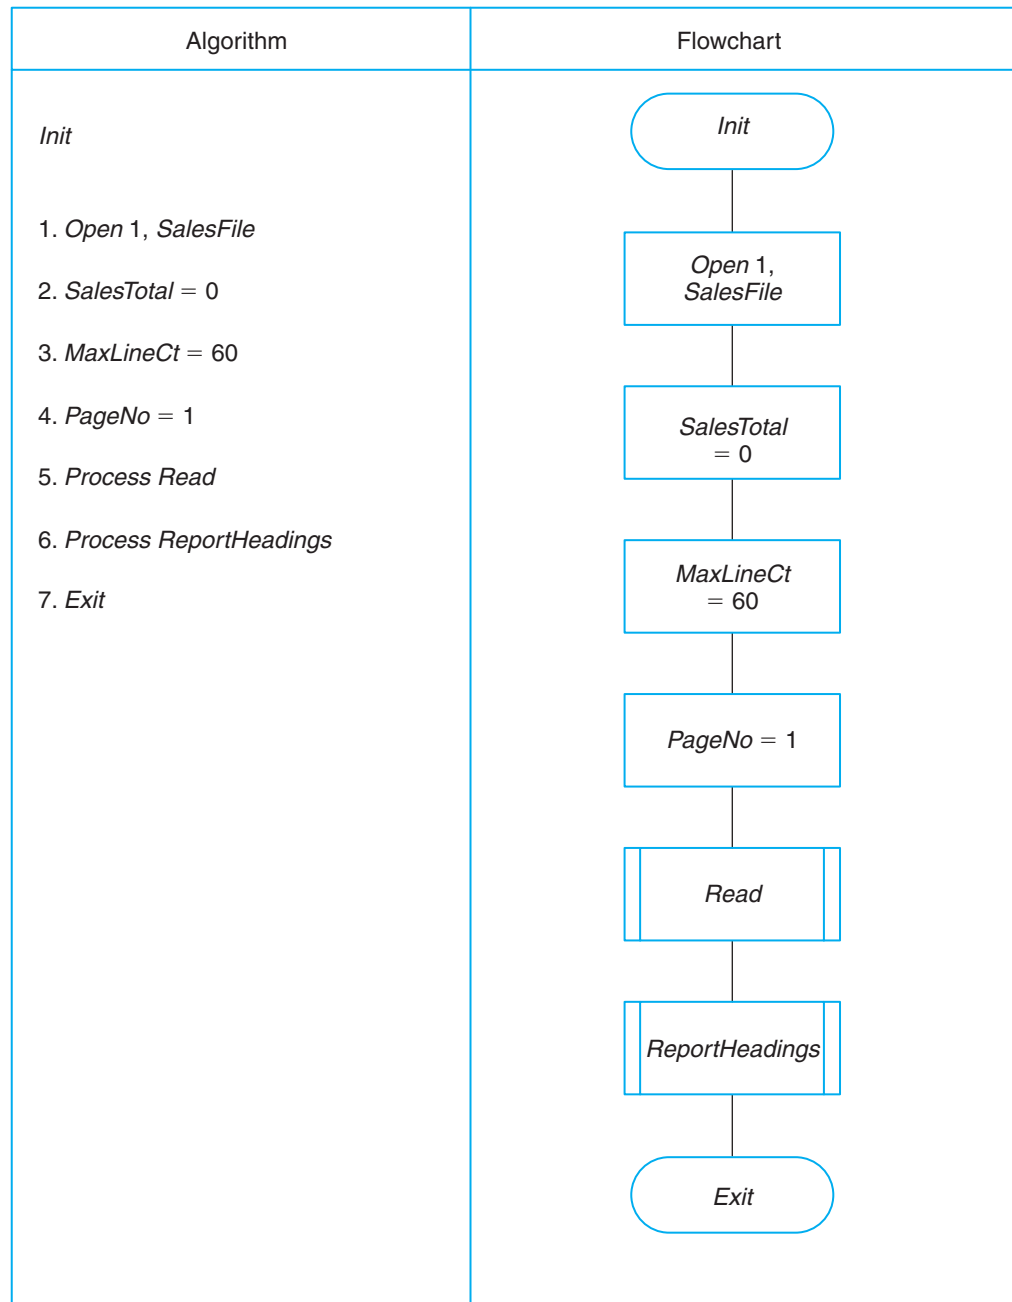 Algorithm
Flowchart
Init
1. Open 1, SalesFile
2. SalesTotal = 0
3. MaxLineCt = 60
4. PageNo = 1
5. Process Read
6. Process ReportHeadings
7. Exit
Init
Open 1,
SalesFile
SalesTotal
= 0
MaxLineCt
= 60
PageNo = 1
Read
ReportHeadings
Exit